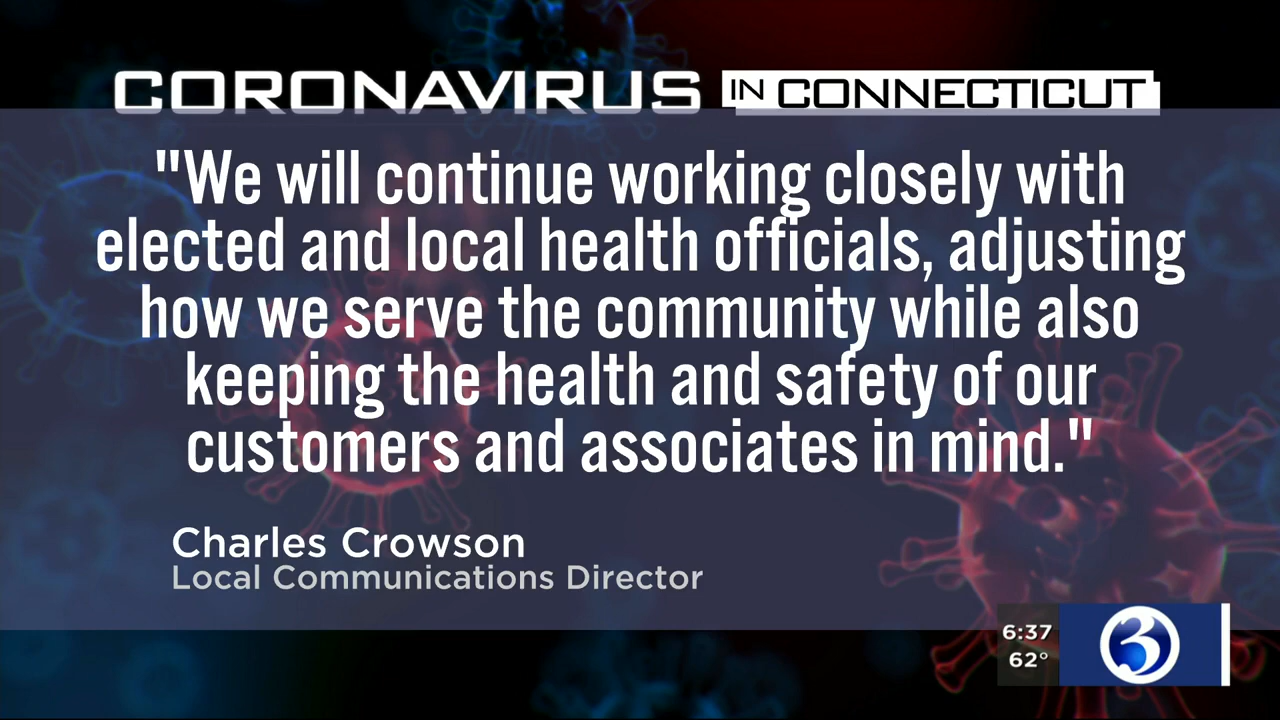 CORONAVIRUS IN CONNECTICUT
"We will continue working closely with
elected and local health officials, adjusting
how we serve the community while also
keeping the health and safety of our
customers and associates in mind."
Charles Crowson
Local Communications Director
6:37
62°
3